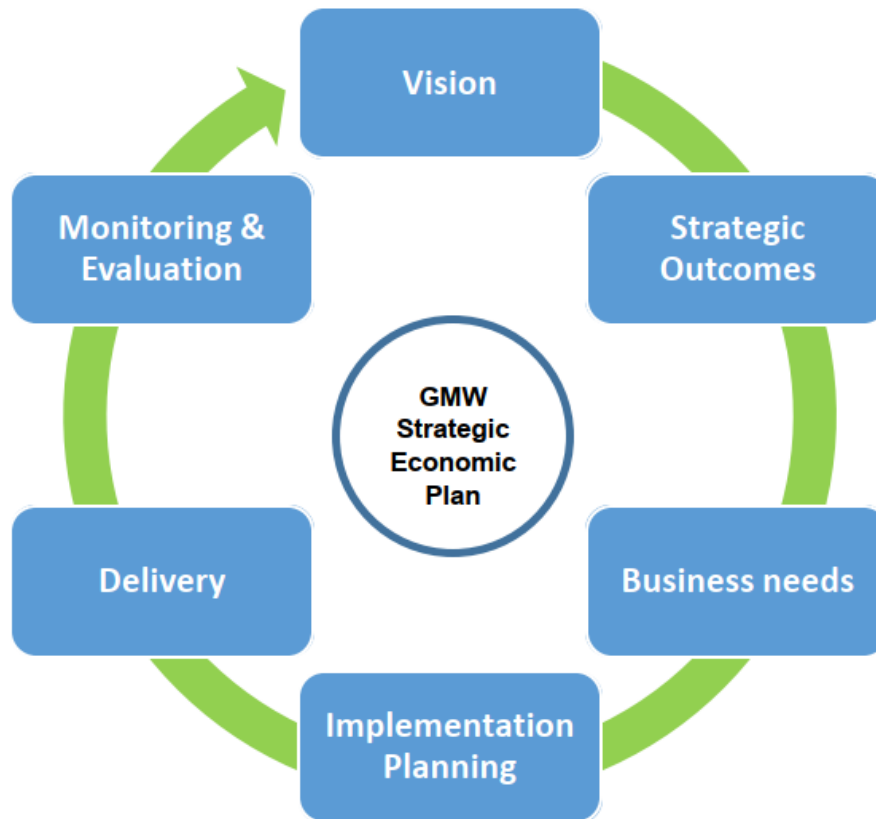 Vision
Strategic
Outcomes
Business needs
Implementation
Planning
Delivery
Monitoring &
Evaluation
GMW
Strategic
Economic
Plan